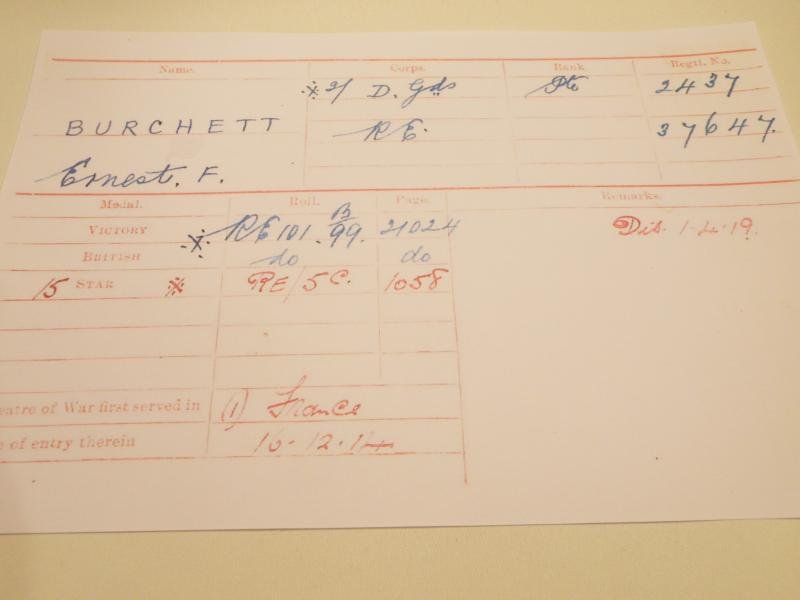 Name. Corps. Rank. Regtl. No.
※ 2/ D. Gds Pte 2437
BURCHETT RE. 37647.
Ernest. F.
Medal. Roll. Page. Remarks.
VICTORY ※ RE 101. B/99. 21024 Dis. 1.4.19.
BRITISH do do
15 STAR ※ RE/5C. 1058
eatre of War first served in (1) France
e of entry therein 16.12.14